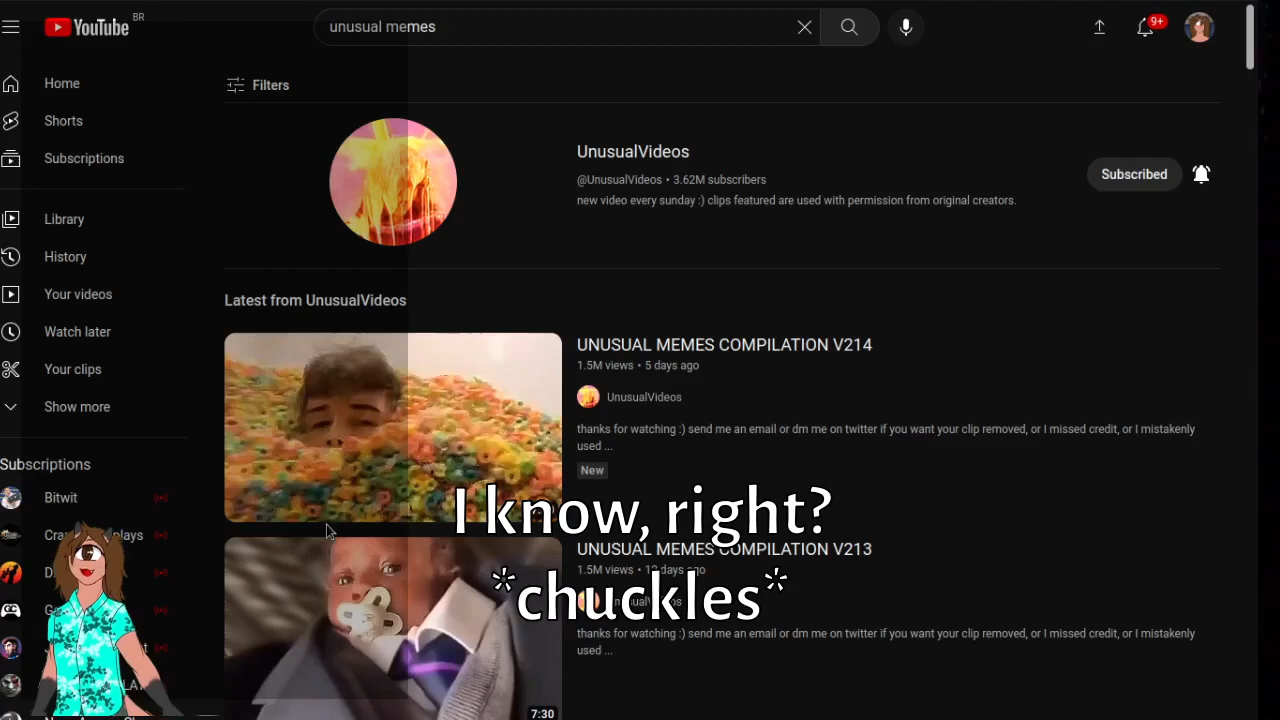 YouTube BR
unusual memes
9+
Home
Shorts
Subscriptions
Library
History
Your videos
Watch later
Your clips
Show more
Subscriptions
Bitwit
Filters
UnusualVideos
@UnusualVideos • 3.62M subscribers
new video every sunday :) clips featured are used with permission from original creators.
Subscribed
Latest from UnusualVideos
UNUSUAL MEMES COMPILATION V214
1.5M views • 5 days ago
UnusualVideos
thanks for watching :) send me an email or dm me on twitter if you want your clip removed, or I missed credit, or I mistakenly
used ...
New
I know, right?
*chuckles*
UNUSUAL MEMES COMPILATION V213
1.5M views • 12 days ago
thanks for watching :) send me an email or dm me on twitter if you want your clip removed, or I missed credit, or I mistakenly
used ...
7:30